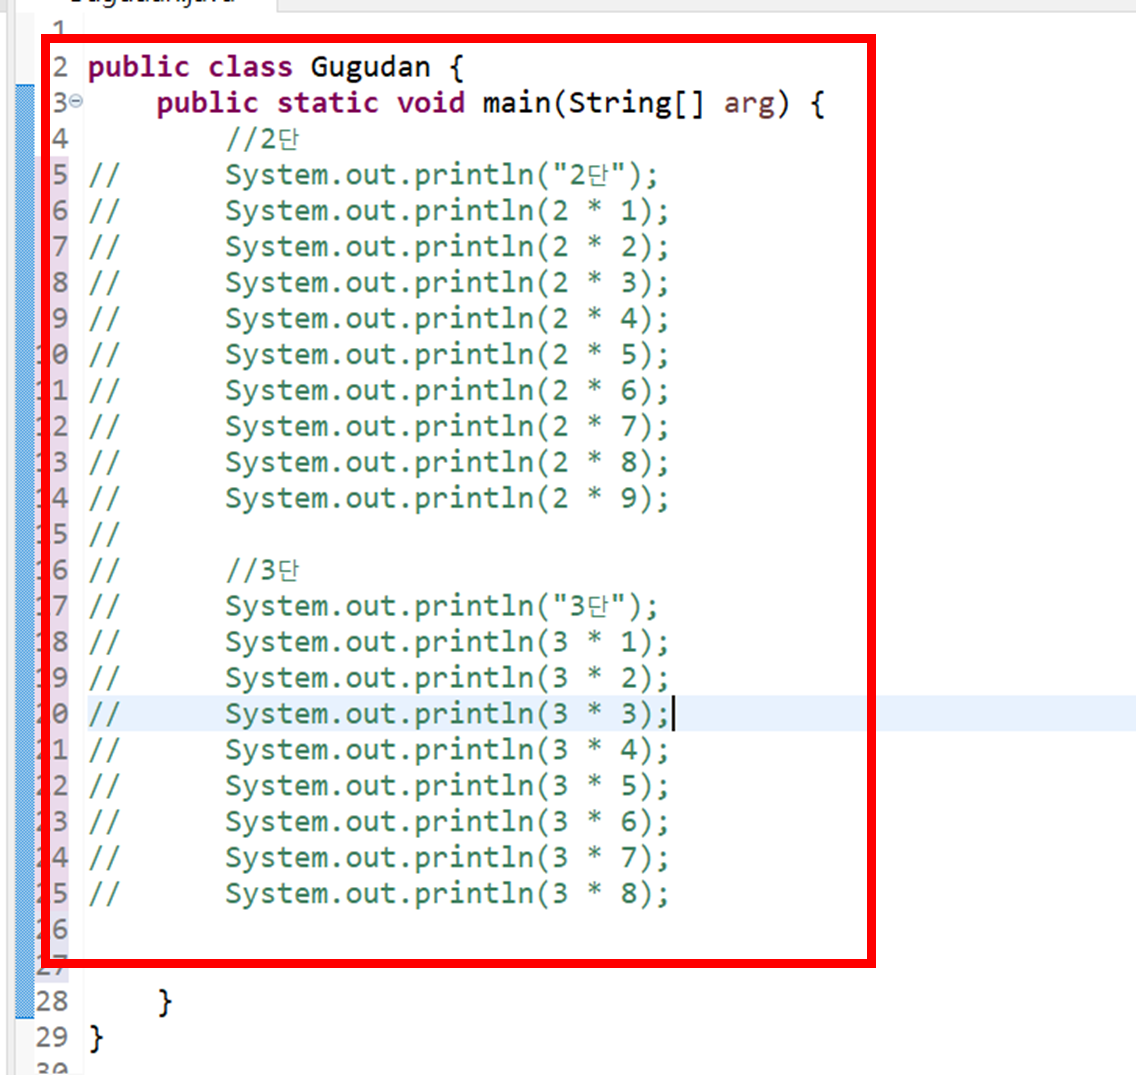 1
2 public class Gugudan {
3 public static void main(String[] arg) {
4 //2단
5 // System.out.println("2단");
6 // System.out.println(2 * 1);
7 // System.out.println(2 * 2);
8 // System.out.println(2 * 3);
9 // System.out.println(2 * 4);
10 // System.out.println(2 * 5);
11 // System.out.println(2 * 6);
12 // System.out.println(2 * 7);
13 // System.out.println(2 * 8);
14 // System.out.println(2 * 9);
15 //
16 // //3단
17 // System.out.println("3단");
18 // System.out.println(3 * 1);
19 // System.out.println(3 * 2);
20 // System.out.println(3 * 3);
21 // System.out.println(3 * 4);
22 // System.out.println(3 * 5);
23 // System.out.println(3 * 6);
24 // System.out.println(3 * 7);
25 // System.out.println(3 * 8);
26
27
28 }
29 }
30